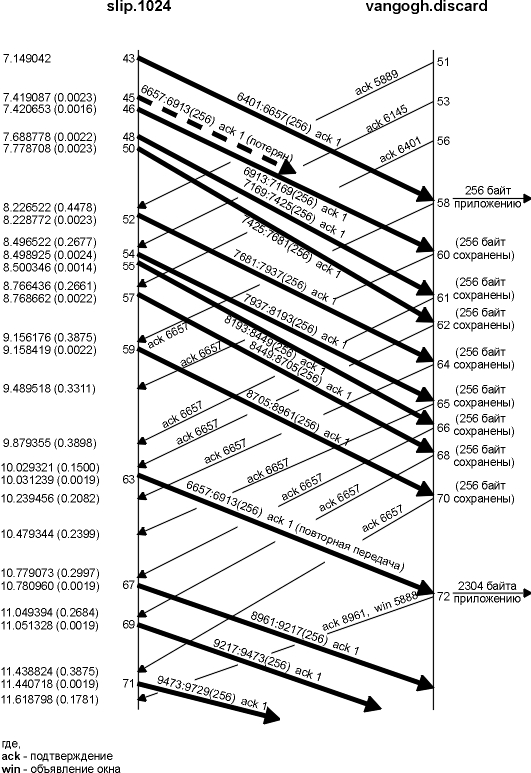 slip.1024
vangogh.discard
7.149042
43
51
ack 5889
7.419087 (0.0023)
45
7.420653 (0.0016)
46
6657:6913(256) ack 1 (потерян)
6401:6657(256) ack 1
53
ack 6145
7.688778 (0.0022)
48
7.778708 (0.0023)
50
56
ack 6401
6913:7169(256) ack 1
7169:7425(256) ack 1
7425:7681(256) ack 1
58
256 байт
приложению
8.226522 (0.4478)
8.228772 (0.0023)
52
8.496522 (0.2677)
8.498925 (0.0024)
54
8.500346 (0.0014)
55
7681:7937(256) ack 1
60
(256 байт
сохранены)
8.766436 (0.2661)
8.768662 (0.0022)
57
7937:8193(256) ack 1
8193:8449(256) ack 1
8449:8705(256) ack 1
61
(256 байт
сохранены)
62
(256 байт
сохранены)
9.156176 (0.3875)
9.158419 (0.0022)
59
ack 6657
ack 6657
64
(256 байт
сохранены)
9.489518 (0.3311)
8705:8961(256) ack 1
65
(256 байт
сохранены)
66
(256 байт
сохранены)
9.879355 (0.3898)
ack 6657
ack 6657
68
(256 байт
сохранены)
10.029321 (0.1500)
10.031239 (0.0019)
63
ack 6657
ack 6657
10.239456 (0.2082)
6657:6913(256) ack 1 (повторная передача)
ack 6657
ack 6657
ack 6657
70
(256 байт
сохранены)
10.479344 (0.2399)
10.779073 (0.2997)
10.780960 (0.0019)
67
ack 8961, win 5888
72
2304 байта
приложению
11.049394 (0.2684)
11.051328 (0.0019)
69
8961:9217(256) ack 1
9217:9473(256) ack 1
11.438824 (0.3875)
11.440718 (0.0019)
71
11.618798 (0.1781)
9473:9729(256) ack 1
где,
ack - подтверждение
win - объявление окна